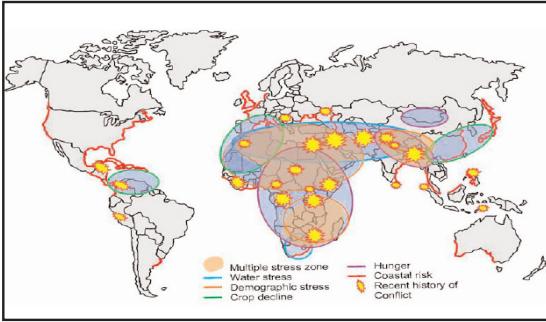 Multiple stress zone
Water stress
Demographic stress
Crop decline
Hunger
Coastal risk
Recent history of
Conflict